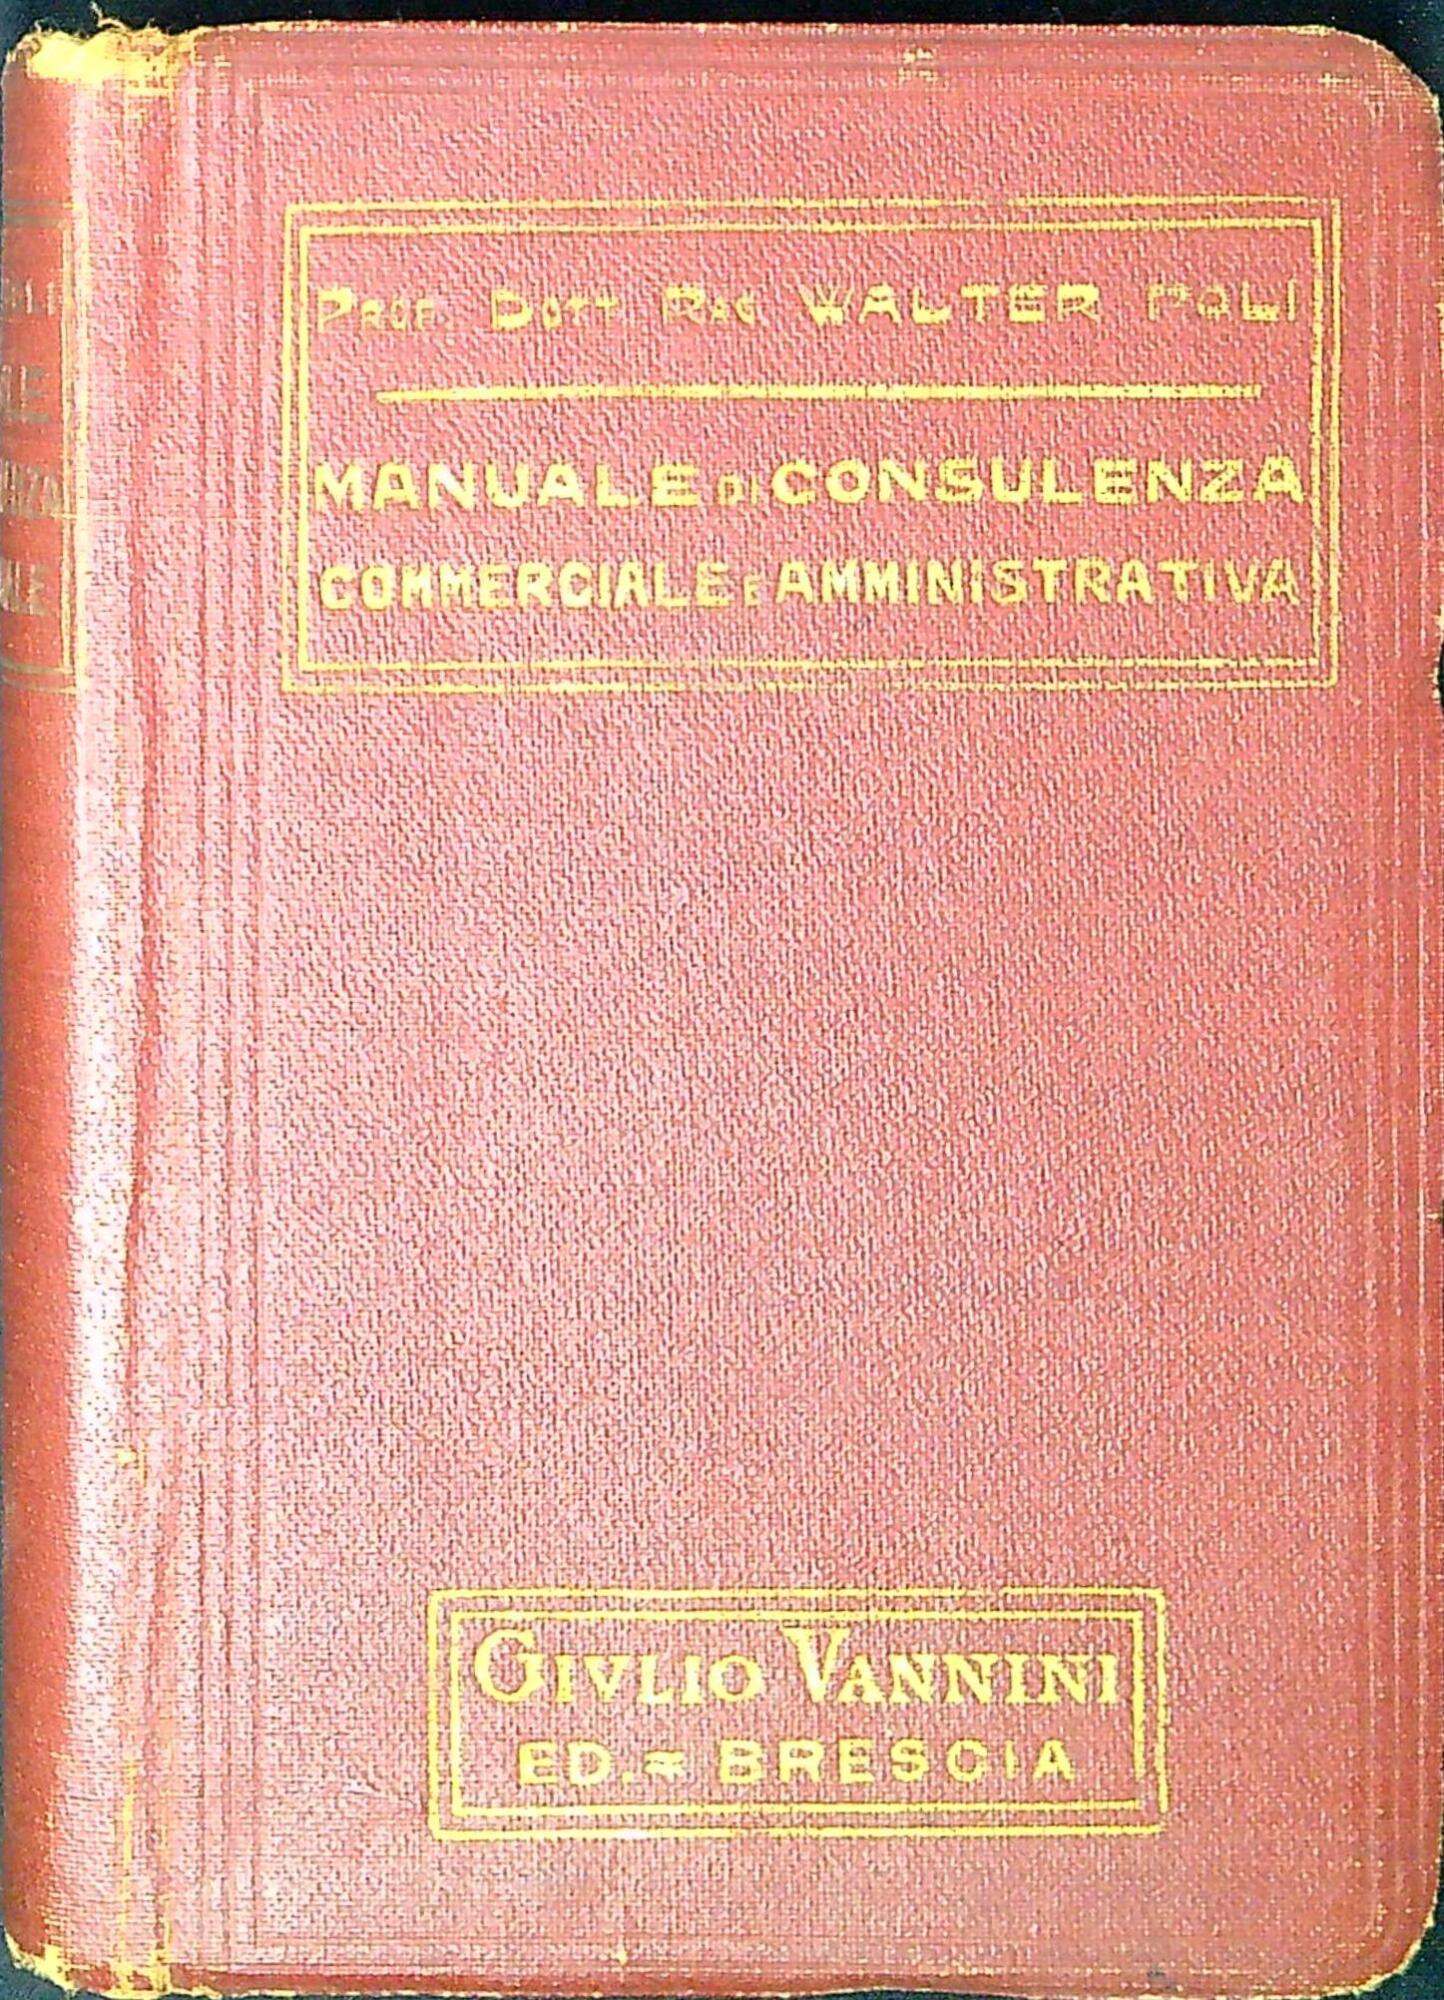 Prof. Dott Rag WALTER POLI
MANUALE DI CONSULENZA
COMMERCIALE E AMMINISTRATIVA
GIVLIO VANNINI
ED. ≈ BRESCIA